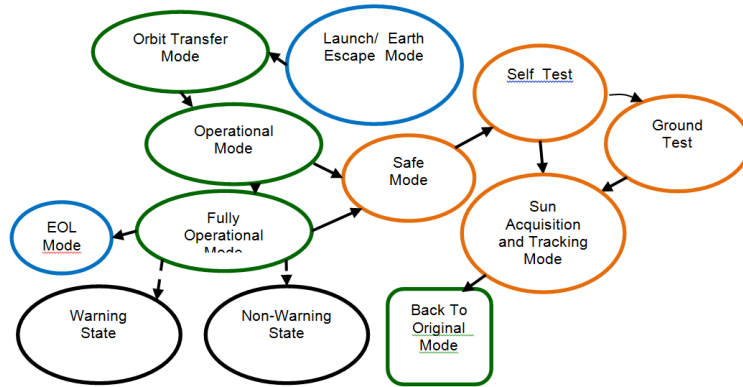 Orbit Transfer
Mode
Launch/ Earth
Escape Mode
Self Test
Ground
Test
Operational
Mode
Safe
Mode
Sun
Acquisition
and Tracking
Mode
EOL
Mode
Fully
Operational
Mode
Warning
State
Non-Warning
State
Back To
Original
Mode